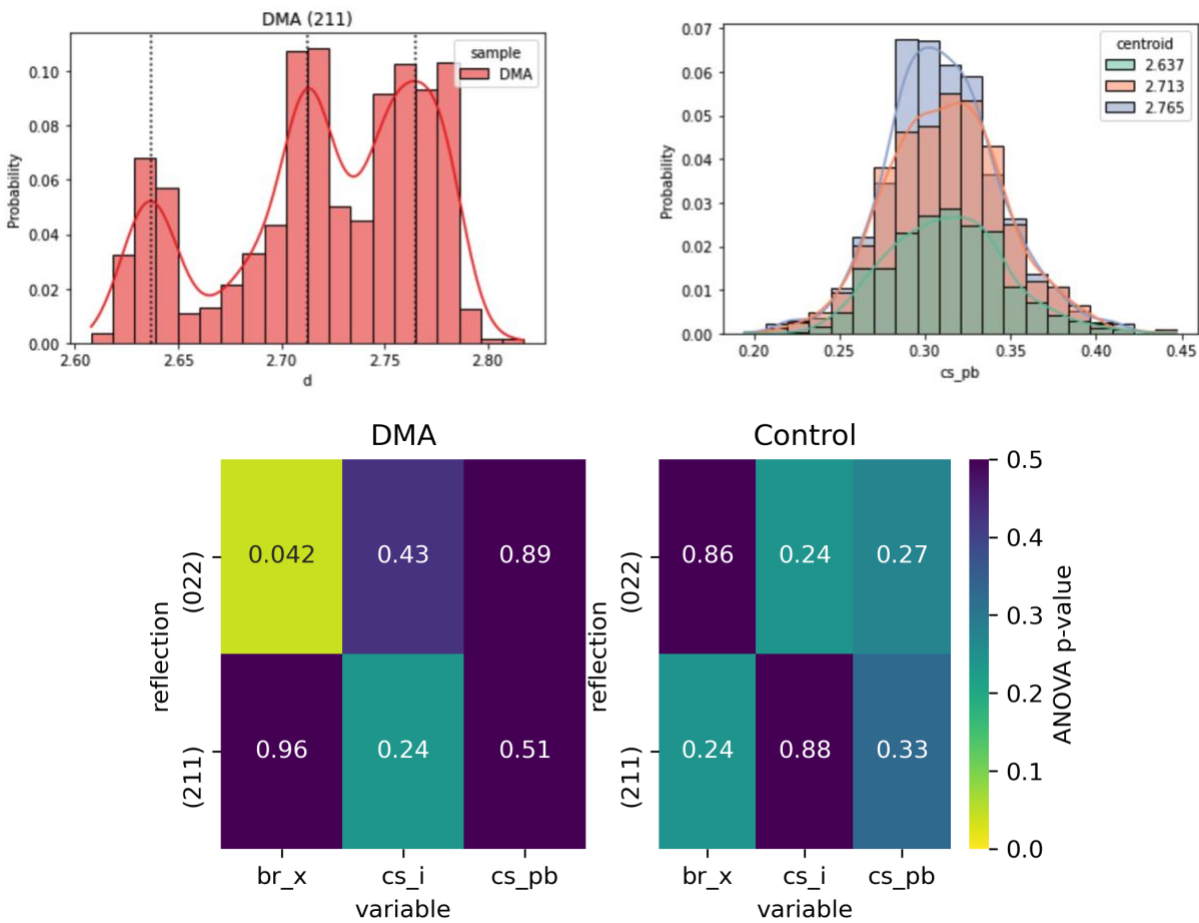 DMA (211)
sample
DMA
Probability
0.10
0.08
0.06
0.04
0.02
0.00
2.60
2.65
2.70
2.75
2.80
d
centroid
2.637
2.713
2.765
Probability
0.07
0.06
0.05
0.04
0.03
0.02
0.01
0.00
0.20
0.25
0.30
0.35
0.40
0.45
cs_pb
DMA
reflection
(022)
(211)
0.042
0.43
0.89
0.96
0.24
0.51
br_x
cs_i
cs_pb
variable
Control
reflection
(022)
(211)
0.86
0.24
0.27
0.24
0.88
0.33
br_x
cs_i
cs_pb
variable
0.5
0.4
0.3
0.2
0.1
0.0
ANOVA p-value